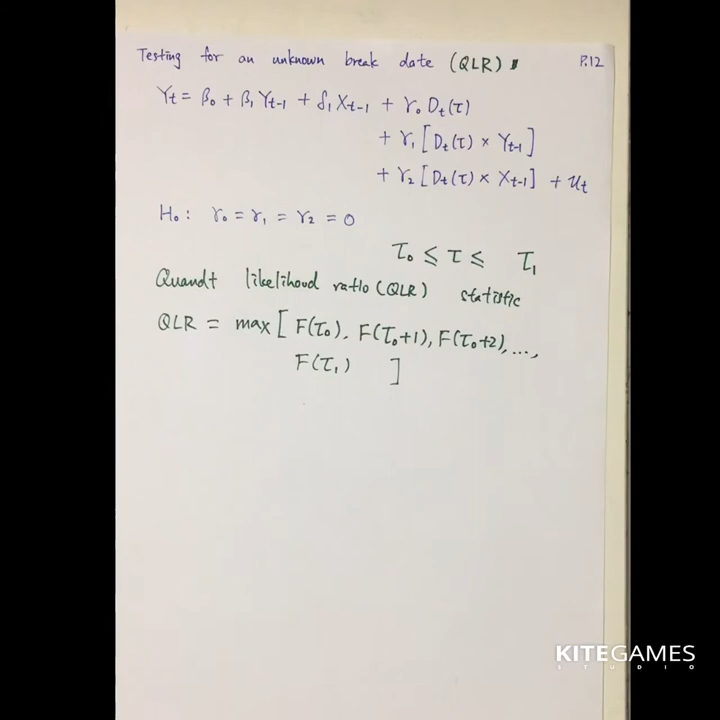 Testing for an unknown break date (QLR) P.12
Yt = β0 + β1 Yt-1 + δ1 Xt-1 + γ0 Dt(τ)
+ γ1 [Dt(τ) × Yt-1]
+ γ2 [Dt(τ) × Xt-1] + ut
H0: γ0 = γ1 = γ2 = 0
τ0 ≤ τ ≤ τ1
Quandt likelihood ratio (QLR) statistic
QLR = max [ F(τ0), F(τ0+1), F(τ0+2), ...,
F(τ1) ]
KITEGAMES
STUDIO